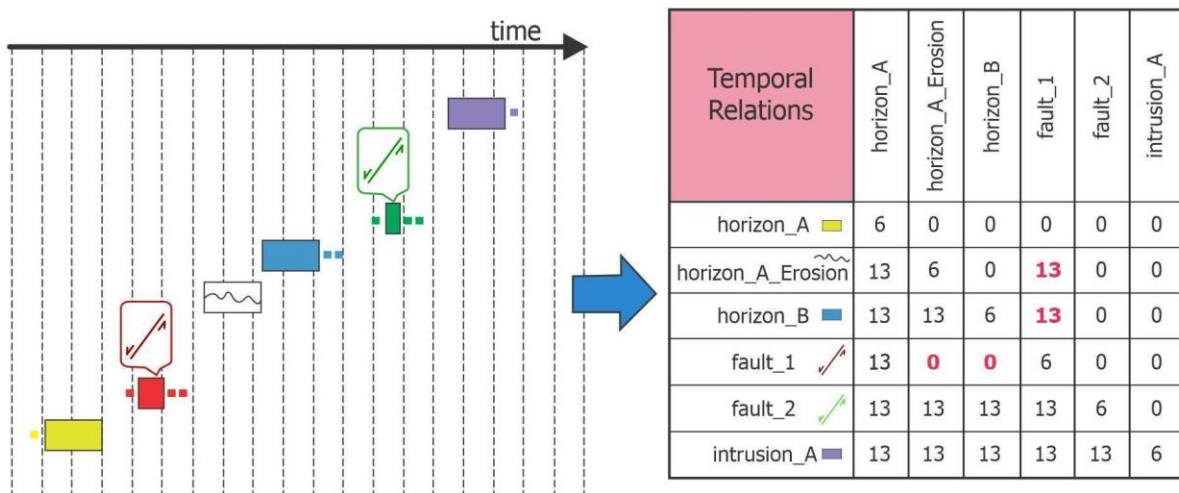 time
Temporal
Relations
horizon_A
horizon_A_Erosion
horizon_B
fault_1
fault_2
intrusion_A
horizon_A 6 0 0 0 0 0
horizon_A_Erosion 13 6 0 13 0 0
horizon_B 13 13 6 13 0 0
fault_1 13 0 0 6 0 0
fault_2 13 13 13 13 6 0
intrusion_A 13 13 13 13 13 6